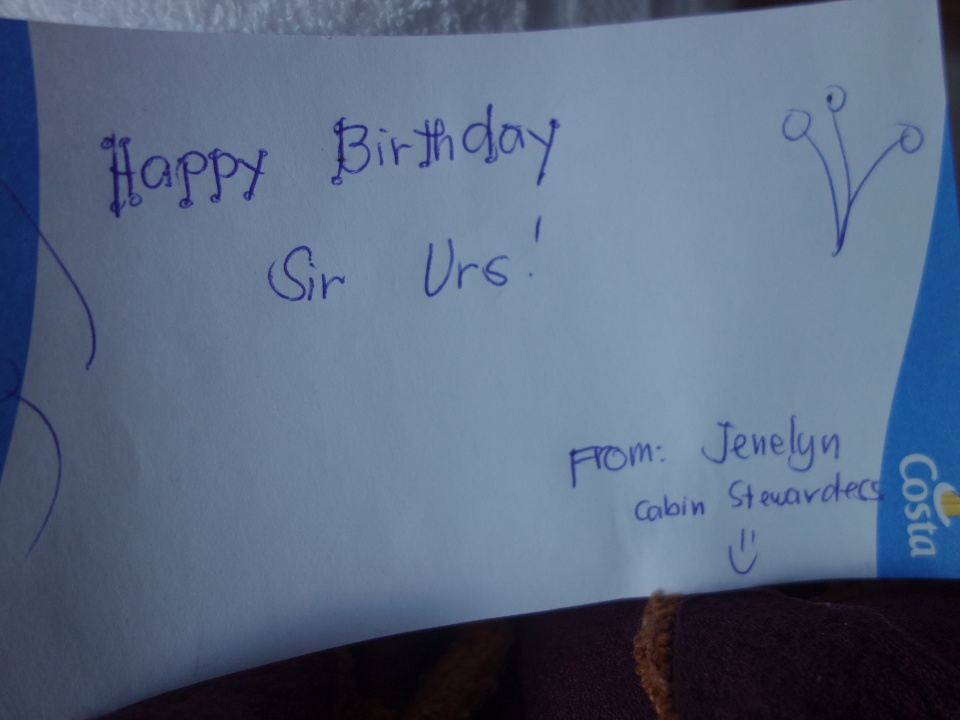 Happy Birthday
Sir Urs!
From: Jenelyn
Cabin Stewardess
Costa